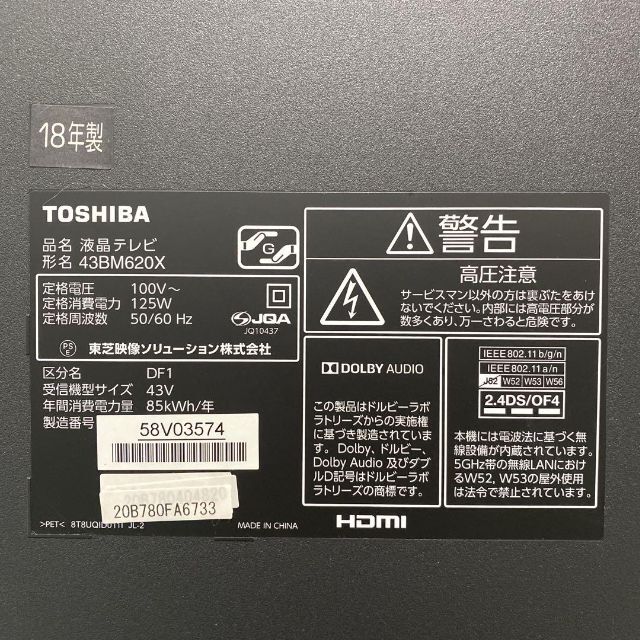 18年製
TOSHIBA
品名 液晶テレビ
形名 43BM620X
定格電圧 100V～
定格消費電力 125W
定格周波数 50/60 Hz
G
JQA
JQ10437
PS
E
東芝映像ソリューション株式会社
区分名 DF1
受信機型サイズ 43V
年間消費電力量 85kWh/年
製造番号
58V03574
20B780FA6733
>PET< JL-2
MADE IN CHINA
警告
高圧注意
サービスマン以外の方は裏ぶたをあけ
ないでください。内部には高電圧部分が
数多くあり、万一さわると危険です。
DOLBY AUDIO
この製品はドルビーラボ
ラトリーズからの実施権
に基づき製造されています。
Dolby、ドルビー、
Dolby Audio 及びダブ
ルD記号はドルビーラボ
ラトリーズの商標です。
HDMI
IEEE802.11b/g/n
IEEE802.11a/n
J52 W52 W53 W56
2.4DS/OF4
本機には電波法に基づく無
線設備が内蔵されています。
5GHz帯の無線LANにおけ
るW52、W53の屋外使用
は法令で禁止されています。